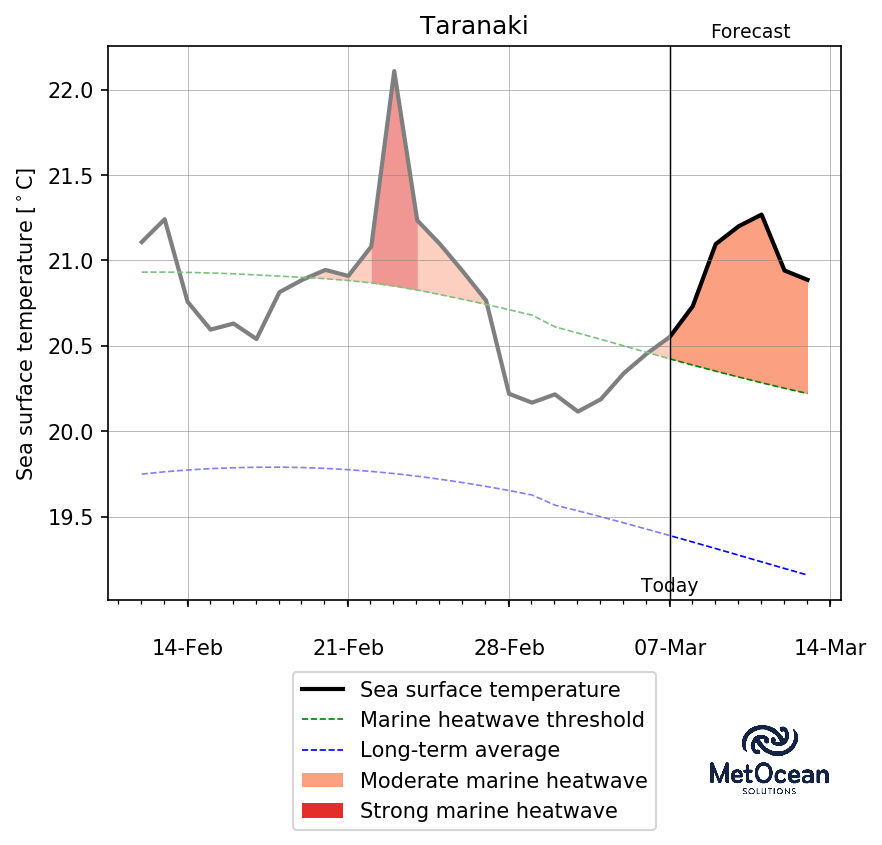 Taranaki
Forecast
Sea surface temperature [°C]
22.0
21.5
21.0
20.5
20.0
19.5
Today
14-Feb 21-Feb 28-Feb 07-Mar 14-Mar
Sea surface temperature
Marine heatwave threshold
Long-term average
Moderate marine heatwave
Strong marine heatwave
MetOcean
SOLUTIONS